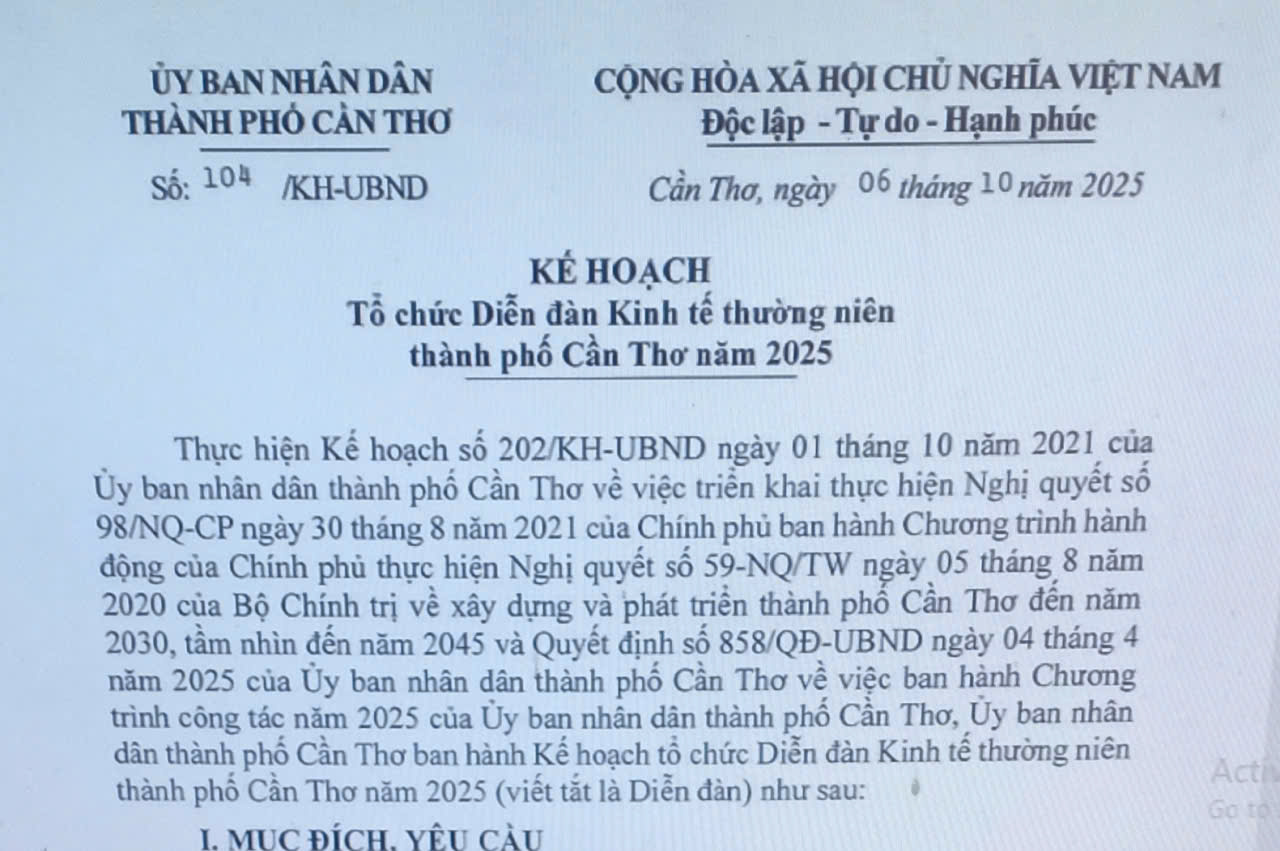 ỦY BAN NHÂN DÂN
THÀNH PHỐ CẦN THƠ
CỘNG HÒA XÃ HỘI CHỦ NGHĨA VIỆT NAM
Độc lập - Tự do - Hạnh phúc
Số: 104 /KH-UBND
Cần Thơ, ngày 06 tháng 10 năm 2025
KẾ HOẠCH
Tổ chức Diễn đàn Kinh tế thường niên
thành phố Cần Thơ năm 2025
Thực hiện Kế hoạch số 202/KH-UBND ngày 01 tháng 10 năm 2021 của
Ủy ban nhân dân thành phố Cần Thơ về việc triển khai thực hiện Nghị quyết số
98/NQ-CP ngày 30 tháng 8 năm 2021 của Chính phủ ban hành Chương trình hành
động của Chính phủ thực hiện Nghị quyết số 59-NQ/TW ngày 05 tháng 8 năm
2020 của Bộ Chính trị về xây dựng và phát triển thành phố Cần Thơ đến năm
2030, tầm nhìn đến năm 2045 và Quyết định số 858/QĐ-UBND ngày 04 tháng 4
năm 2025 của Ủy ban nhân dân thành phố Cần Thơ về việc ban hành Chương
trình công tác năm 2025 của Ủy ban nhân dân thành phố Cần Thơ, Ủy ban nhân
dân thành phố Cần Thơ ban hành Kế hoạch tổ chức Diễn đàn Kinh tế thường niên
thành phố Cần Thơ năm 2025 (viết tắt là Diễn đàn) như sau:
Acti
Go to
I. MỤC ĐÍCH, YÊU CẦU